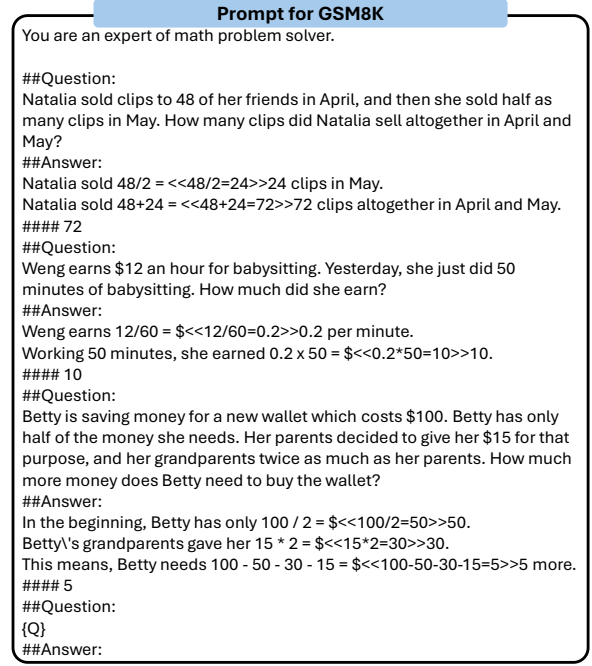 Prompt for GSM8K
You are an expert of math problem solver.
##Question:
Natalia sold clips to 48 of her friends in April, and then she sold half as
many clips in May. How many clips did Natalia sell altogether in April and
May?
##Answer:
Natalia sold 48/2 = <<48/2=24>>24 clips in May.
Natalia sold 48+24 = <<48+24=72>>72 clips altogether in April and May.
#### 72
##Question:
Weng earns $12 an hour for babysitting. Yesterday, she just did 50
minutes of babysitting. How much did she earn?
##Answer:
Weng earns 12/60 = $<<12/60=0.2>>0.2 per minute.
Working 50 minutes, she earned 0.2 x 50 = $<<0.2*50=10>>10.
#### 10
##Question:
Betty is saving money for a new wallet which costs $100. Betty has only
half of the money she needs. Her parents decided to give her $15 for that
purpose, and her grandparents twice as much as her parents. How much
more money does Betty need to buy the wallet?
##Answer:
In the beginning, Betty has only 100 / 2 = $<<100/2=50>>50.
Betty\'s grandparents gave her 15 * 2 = $<<15*2=30>>30.
This means, Betty needs 100 - 50 - 30 - 15 = $<<100-50-30-15=5>>5 more.
#### 5
##Question:
{Q}
##Answer: